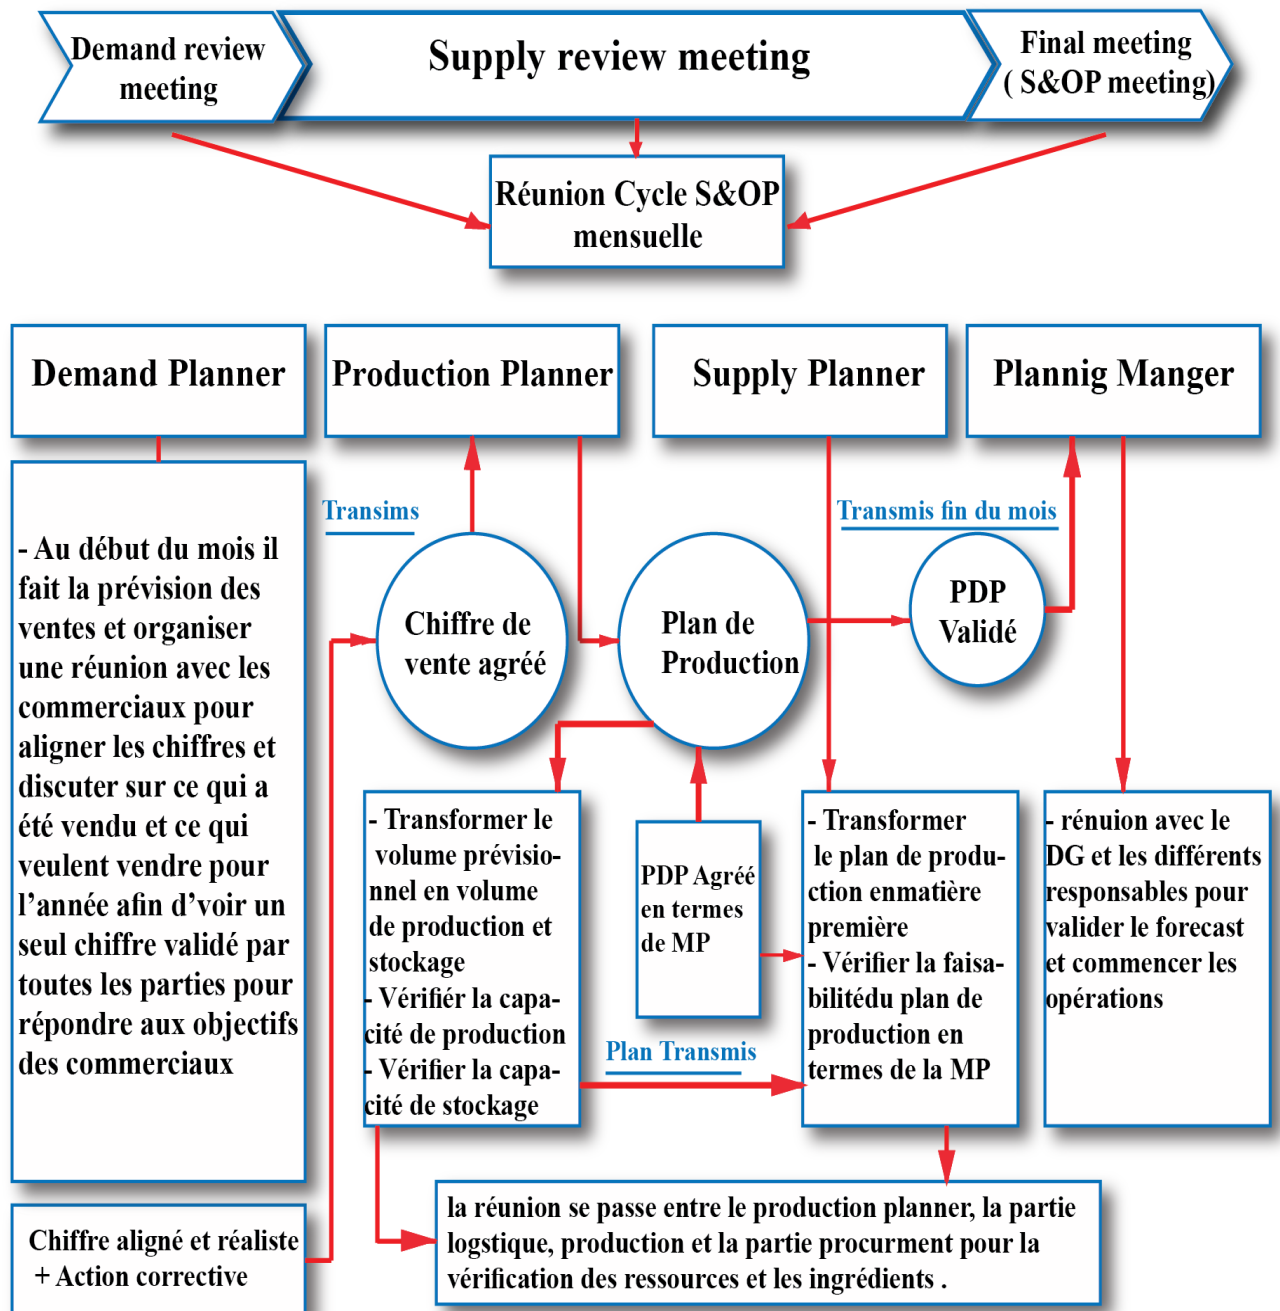 Demand review
meeting
Supply review meeting
Final meeting
( S&OP meeting)
Réunion Cycle S&OP
mensuelle
Demand Planner
Production Planner
Supply Planner
Plannig Manger
- Au début du mois il
fait la prévision des
ventes et organiser
une réunion avec les
commerciaux pour
aligner les chiffres et
discuter sur ce qui a
été vendu et ce qui
veulent vendre pour
l'année afin d'voir un
seul chiffre validé par
toutes les parties pour
répondre aux objectifs
des commerciaux
Chiffre aligné et réaliste
+ Action corrective
Transims
Chiffre de
vente agréé
Plan de
Production
Transmis fin du mois
PDP
Validé
- Transformer le
volume prévisio-
nnel en volume
de production et
stockage
- Vérifiér la capa-
cité de production
- Vérifier la capa-
cité de stockage
PDP Agréé
en termes
de MP
Plan Transmis
- Transformer
le plan de produ-
ction enmatière
première
- Vérifier la faisa-
bilitédu plan de
production en
termes de la MP
- rénuion avec le
DG et les différents
responsables pour
valider le forecast
et commencer les
opérations
la réunion se passe entre le production planner, la partie
logstique, production et la partie procurment pour la
vérification des ressources et les ingrédients .